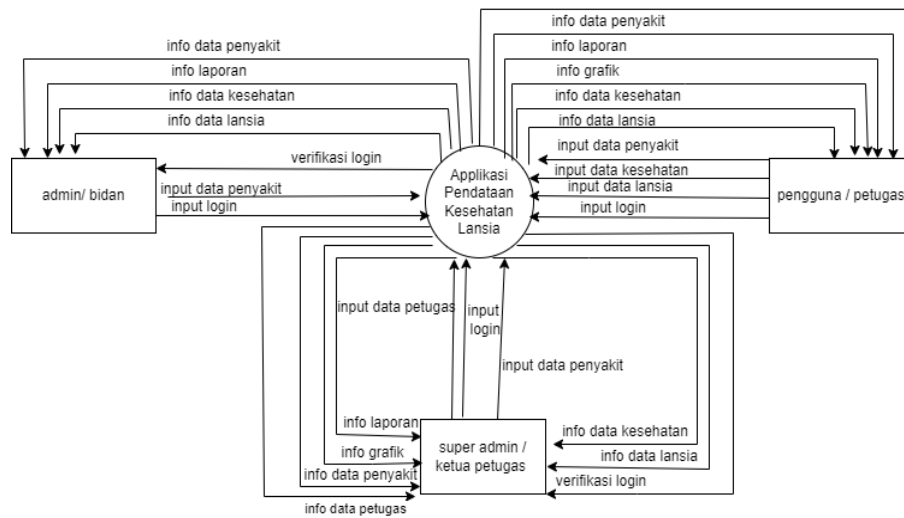 info data penyakit
info laporan
info data kesehatan
info data lansia
verifikasi login
admin/ bidan
input data penyakit
input login
Applikasi
Pendataan
Kesehatan
Lansia
info data penyakit
info laporan
info grafik
info data kesehatan
info data lansia
input data penyakit
input data kesehatan
input data lansia
input login
pengguna / petugas
input data petugas
input
login
input data penyakit
info laporan
info grafik
info data penyakit
info data petugas
super admin /
ketua petugas
info data kesehatan
info data lansia
verifikasi login